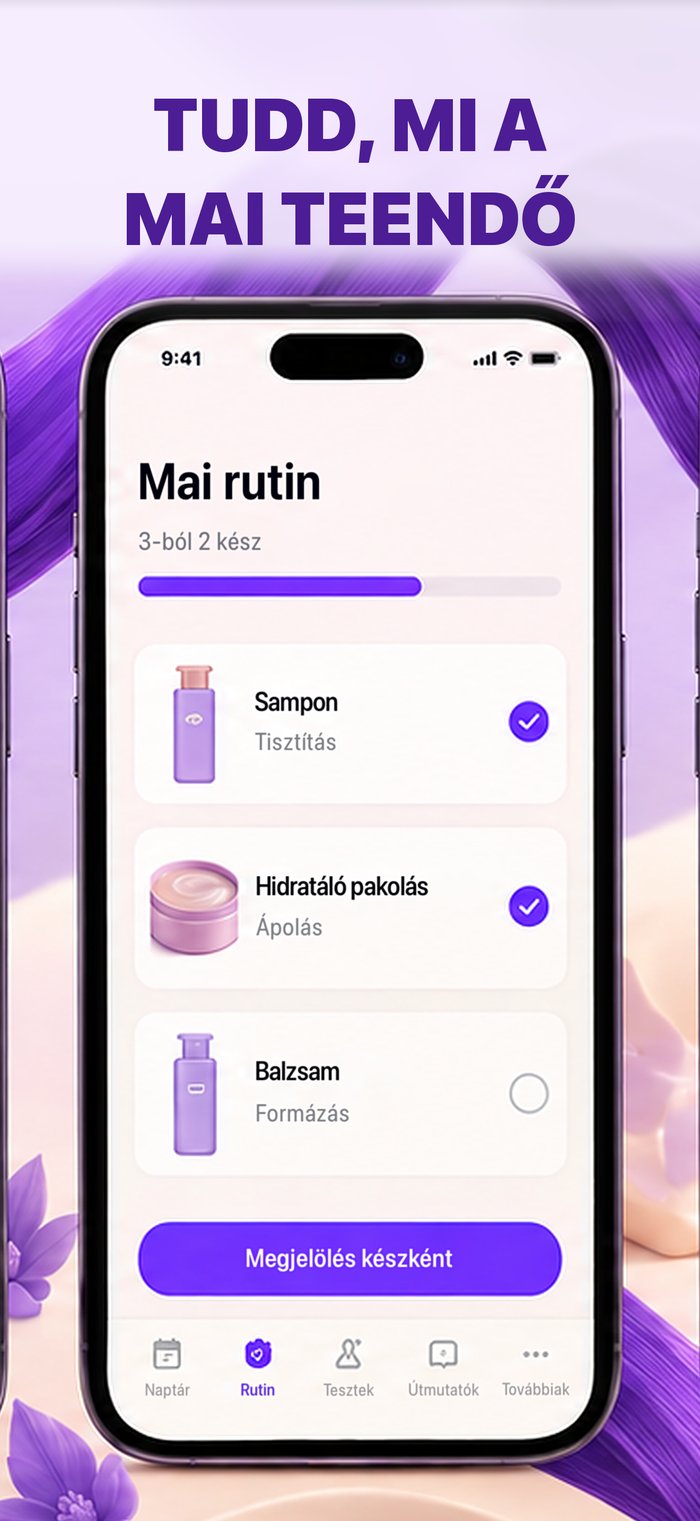 TUDD, MI A
MAI TEENDŐ
9:41
Mai rutin
3-ból 2 kész
Sampon
Tisztítás
Hidratáló pakolás
Ápolás
Balzsam
Formázás
Megjelölés készként
Naptár
Rutin
Tesztek
Útmutatók
Továbbiak